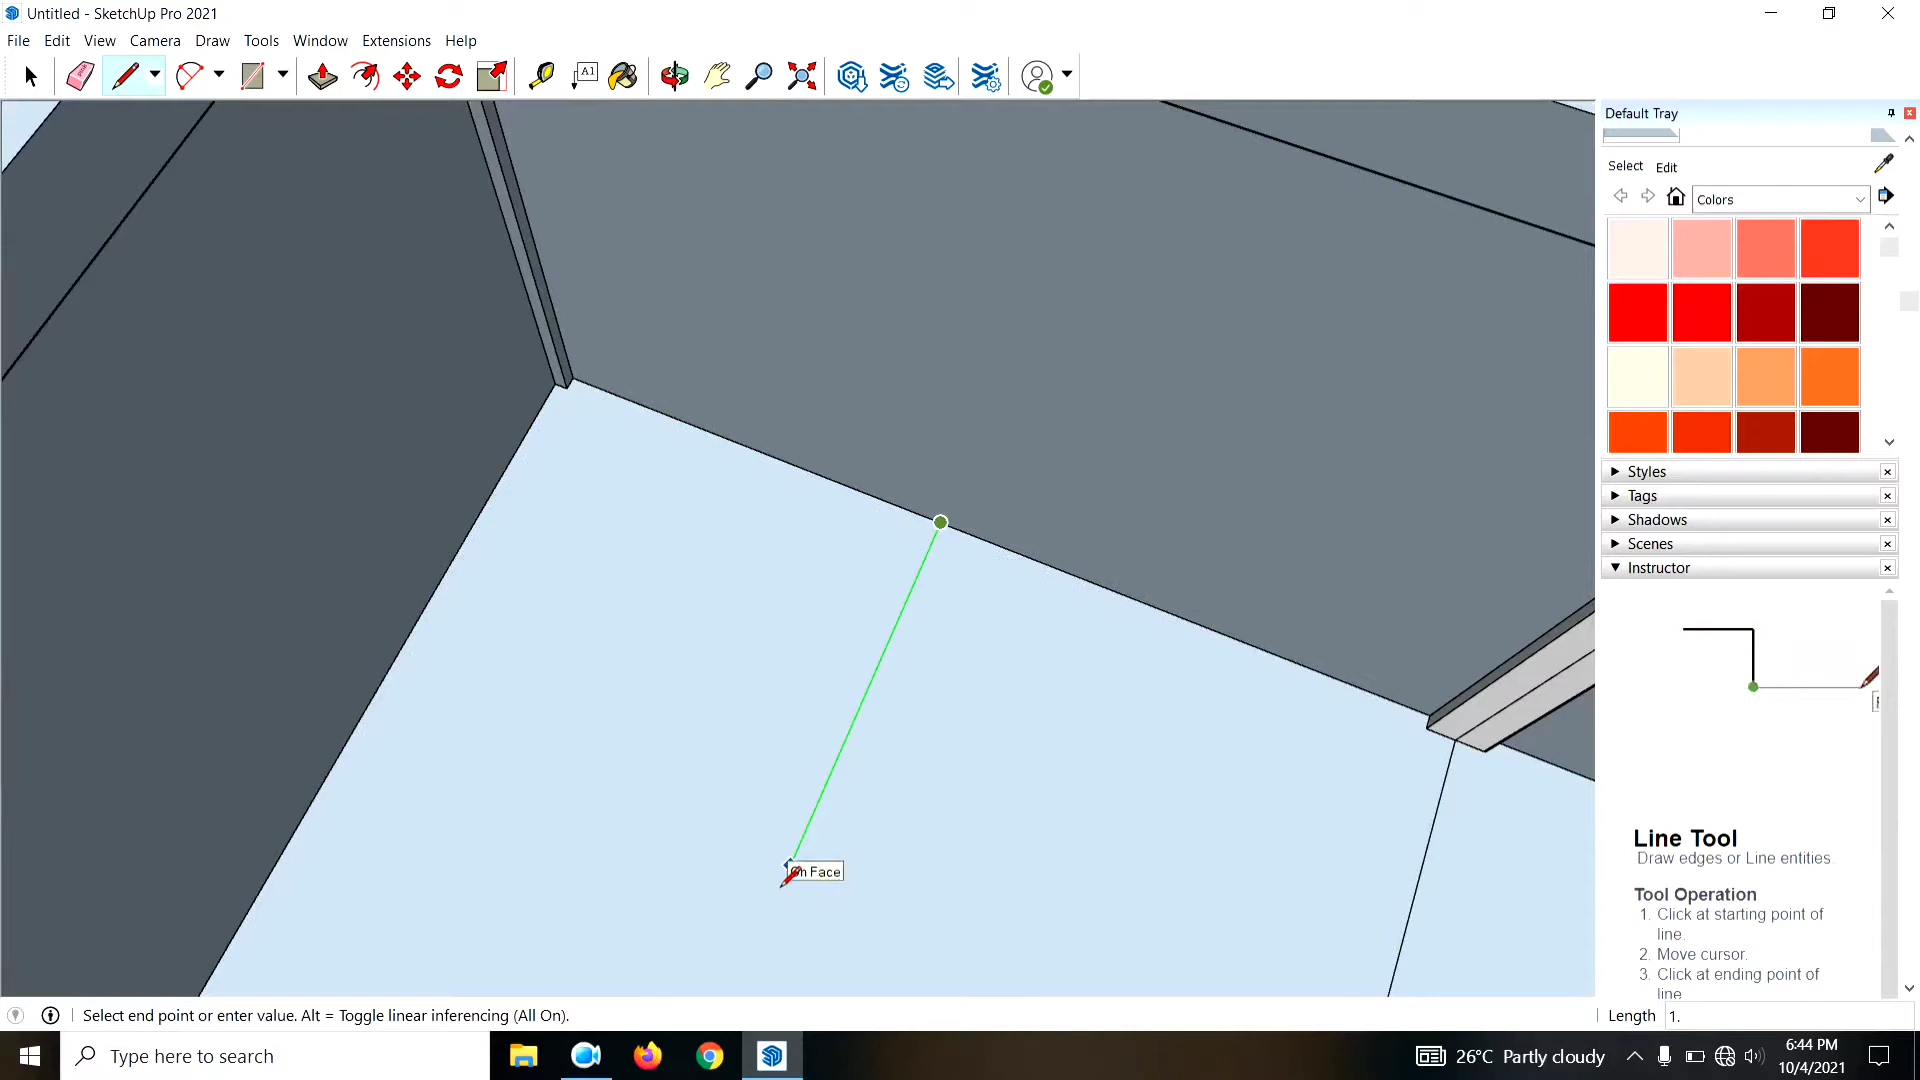 Untitled - SketchUp Pro 2021
File Edit View Camera Draw Tools Window Extensions Help
A1
Default Tray
Select Edit
Colors
Styles
Tags
Shadows
Scenes
Instructor
On Face
Line Tool
Draw edges or Line entities.
Tool Operation
1. Click at starting point of
line.
2. Move cursor.
3. Click at ending point of
line
Select end point or enter value. Alt = Toggle linear inferencing (All On).
Length 1.
Type here to search
26°C Partly cloudy
6:44 PM
10/4/2021